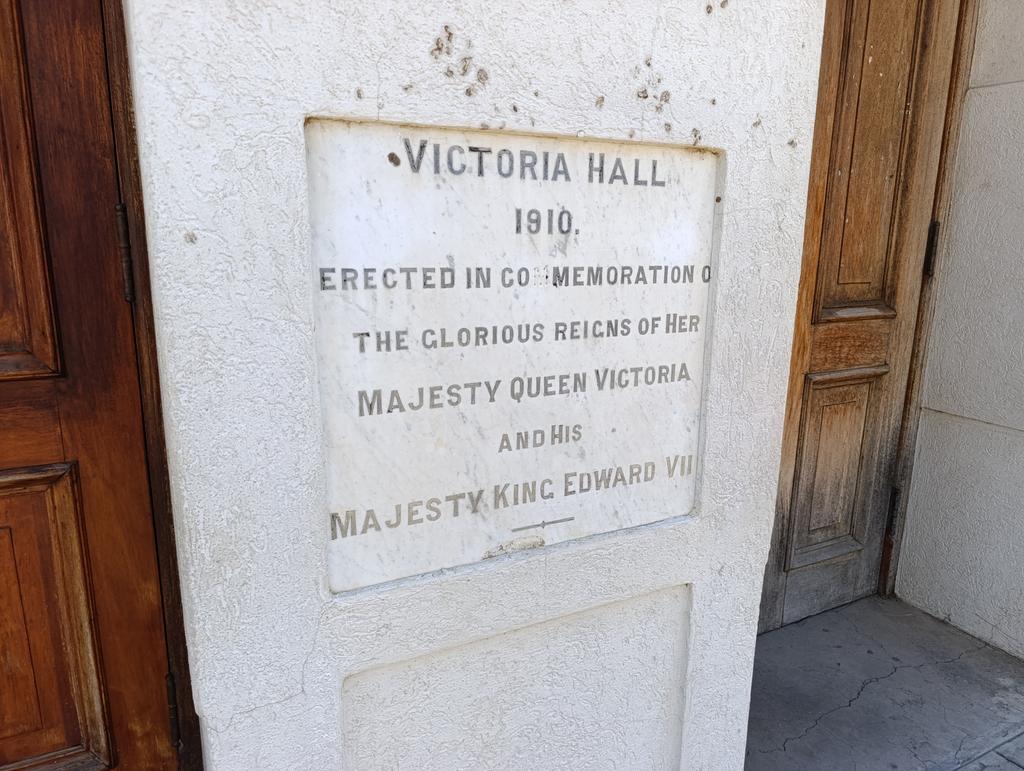 VICTORIA HALL
1910.
ERECTED IN COMMEMORATION O
THE GLORIOUS REIGNS OF HER
MAJESTY QUEEN VICTORIA
AND HIS
MAJESTY KING EDWARD VII